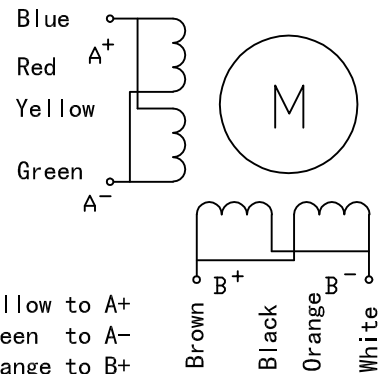 Blue
A+
Red
Yellow
Green
A-
M
B+
B-
Brown
Black
Orange
White
llow to A+
een to A-
ange to B+